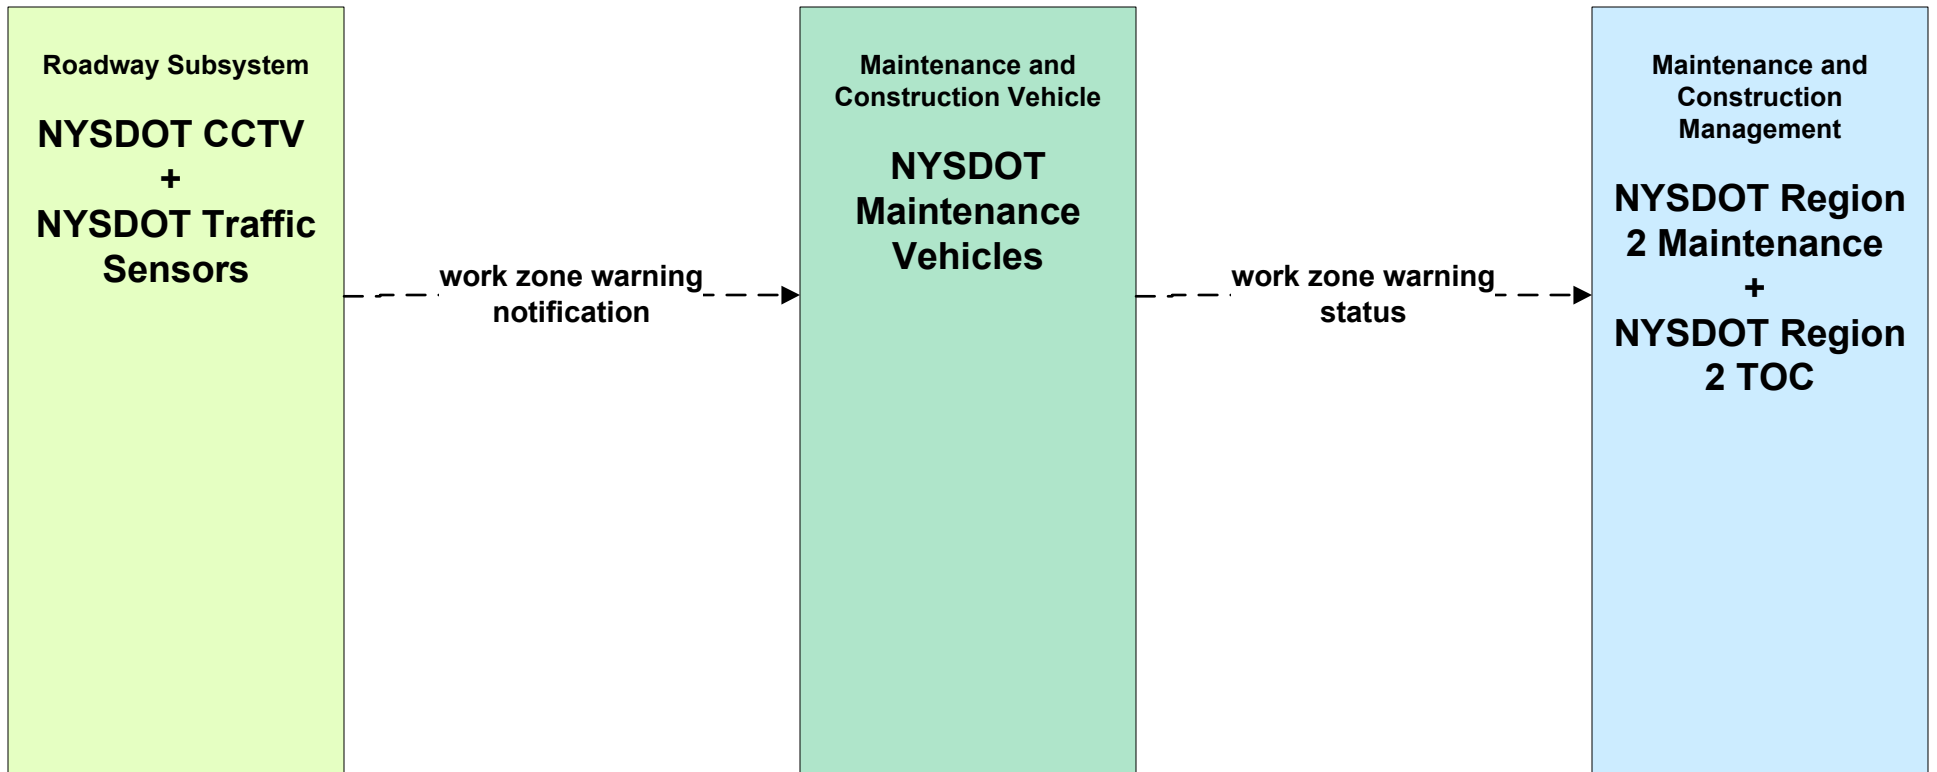 Roadway Subsystem
NYSDOT CCTV
+
NYSDOT Traffic
Sensors
work zone warning
notification
Maintenance and
Construction Vehicle
NYSDOT
Maintenance
Vehicles
work zone warning
status
Maintenance and
Construction
Management
NYSDOT Region
2 Maintenance
+
NYSDOT Region
2 TOC